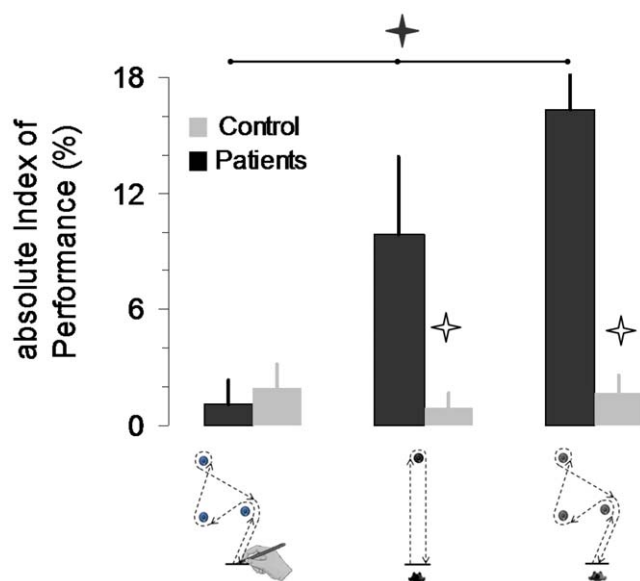 18
12
6
0
absolute Index of
Performance (%)
Control
Patients